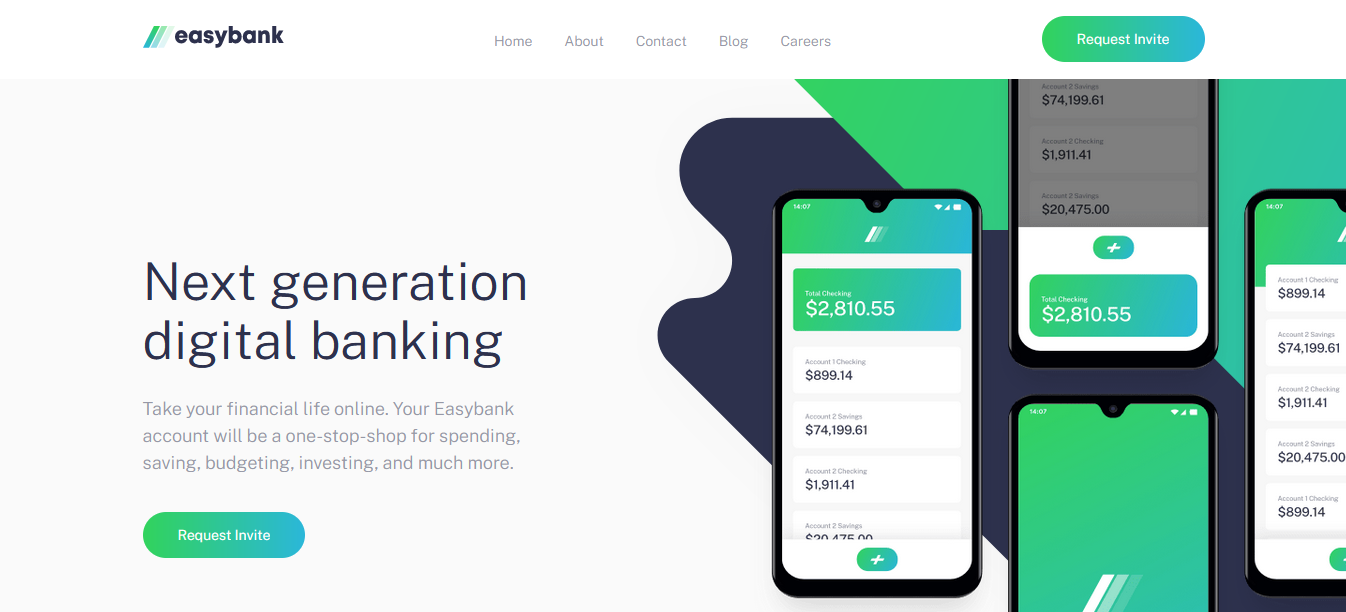 easybank
Home
About
Contact
Blog
Careers
Request Invite
Next generation
digital banking
Take your financial life online. Your Easybank
account will be a one-stop-shop for spending,
saving, budgeting, investing, and much more.
Request Invite
14:07
Total Checking
$2,810.55
Account 1 Checking
$899.14
Account 2 Savings
$74,199.61
Account 2 Checking
$1,911.41
Account 2 Savings
$20,475.00
Account 2 Savings
$74,199.61
Account 2 Checking
$1,911.41
Account 2 Savings
$20,475.00
Total Checking
$2,810.55
14:07
14:07
Account 1 Checking
$899.14
Account 2 Savings
$74,199.61
Account 2 Checking
$1,911.41
Account 2 Savings
$20,475.00
Account 1 Checking
$899.14